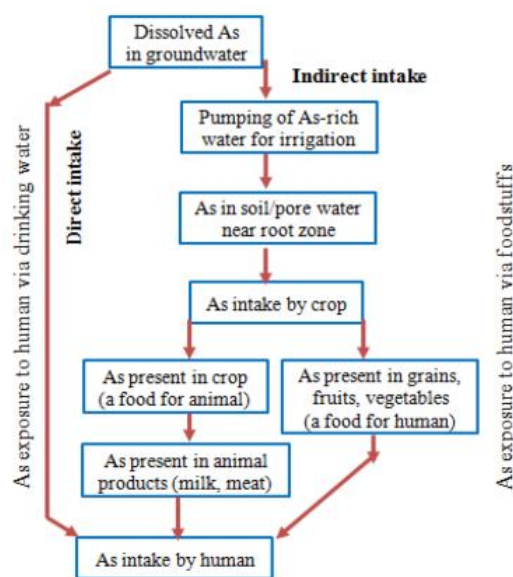 Dissolved As
in groundwater
Indirect intake
Pumping of As-rich
water for irrigation
Direct intake
As exposure to human via drinking water
As in soil/pore water
near root zone
As exposure to human via foodstuffs
As intake by crop
As present in crop
(a food for animal)
As present in grains,
fruits, vegetables
(a food for human)
As present in animal
products (milk, meat)
As intake by human